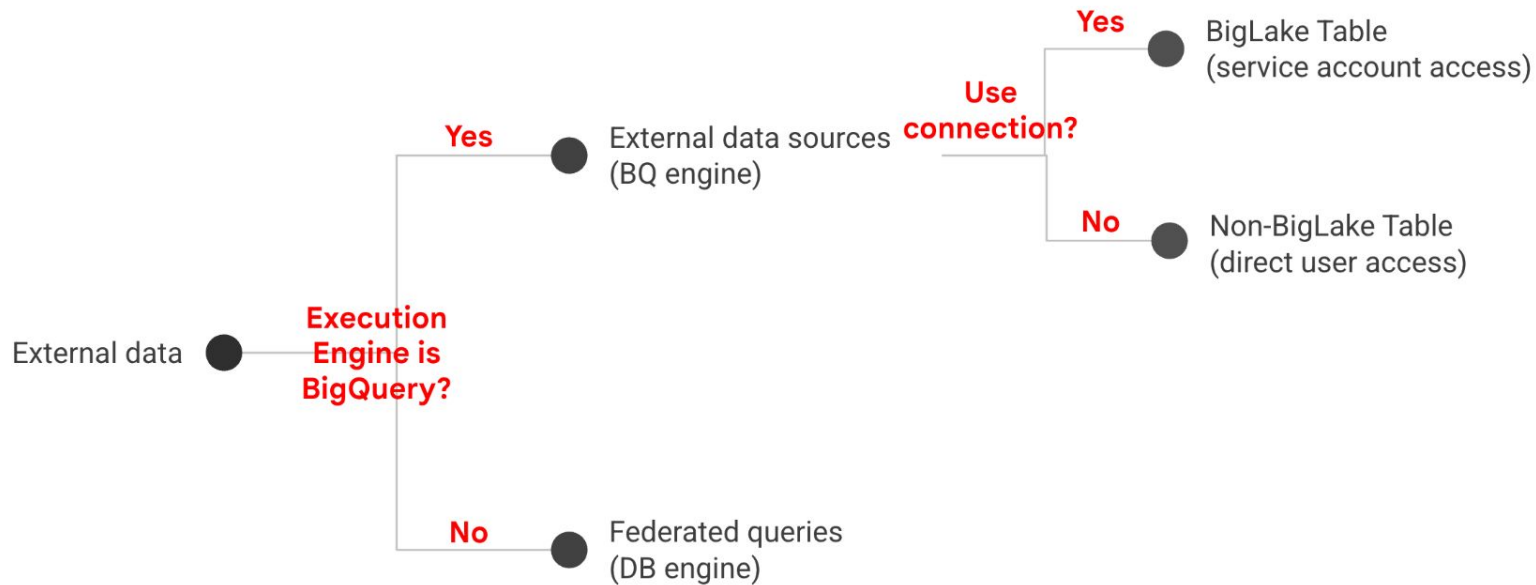 Yes
BigLake Table
(service account access)
Use
connection?
Yes
External data sources
(BQ engine)
No
Non-BigLake Table
(direct user access)
External data
Execution
Engine is
BigQuery?
No
Federated queries
(DB engine)